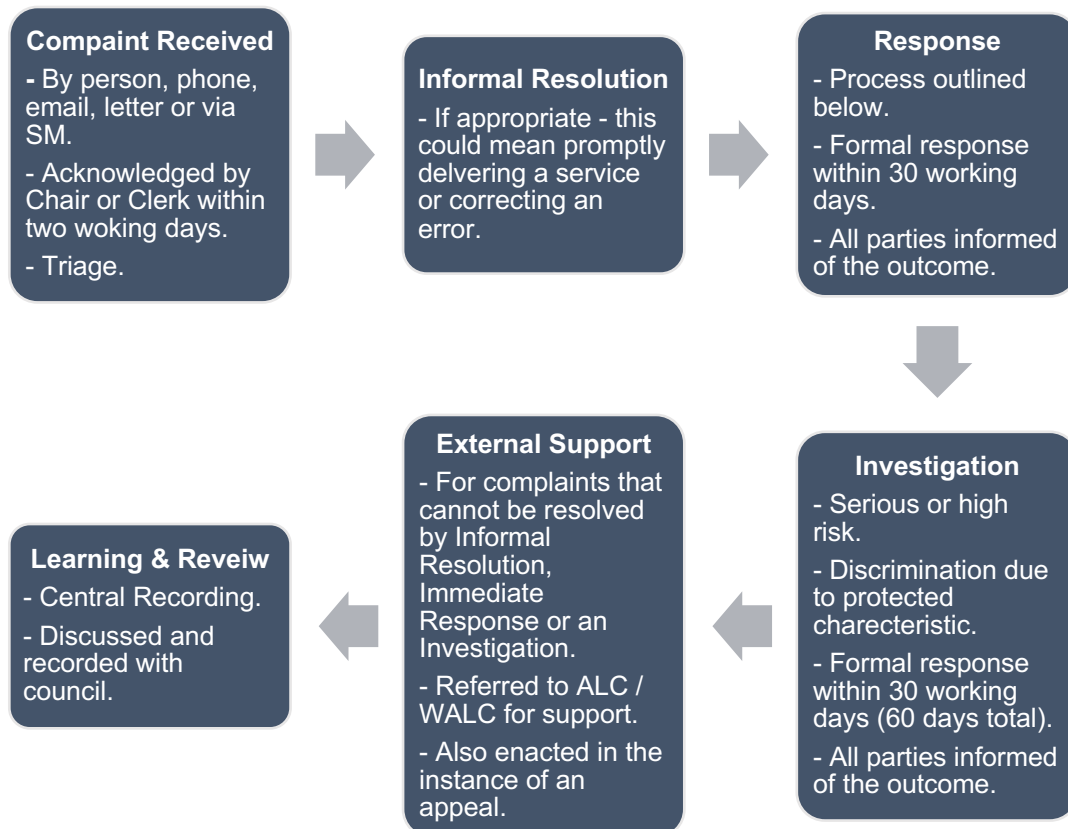 Compaint Received
- By person, phone,
email, letter or via
SM.
- Acknowledged by
Chair or Clerk within
two woking days.
- Triage.
Informal Resolution
- If appropriate - this
could mean promptly
delvering a service
or correcting an
error.
Response
- Process outlined
below.
- Formal response
within 30 working
days.
- All parties informed
of the outcome.
Investigation
- Serious or high
risk.
- Discrimination due
to protected
charecteristic.
- Formal response
within 30 working
days (60 days total).
- All parties informed
of the outcome.
External Support
- For complaints that
cannot be resolved
by Informal
Resolution,
Immediate
Response or an
Investigation.
- Referred to ALC /
WALC for support.
- Also enacted in the
instance of an
appeal.
Learning & Reveiw
- Central Recording.
- Discussed and
recorded with
council.